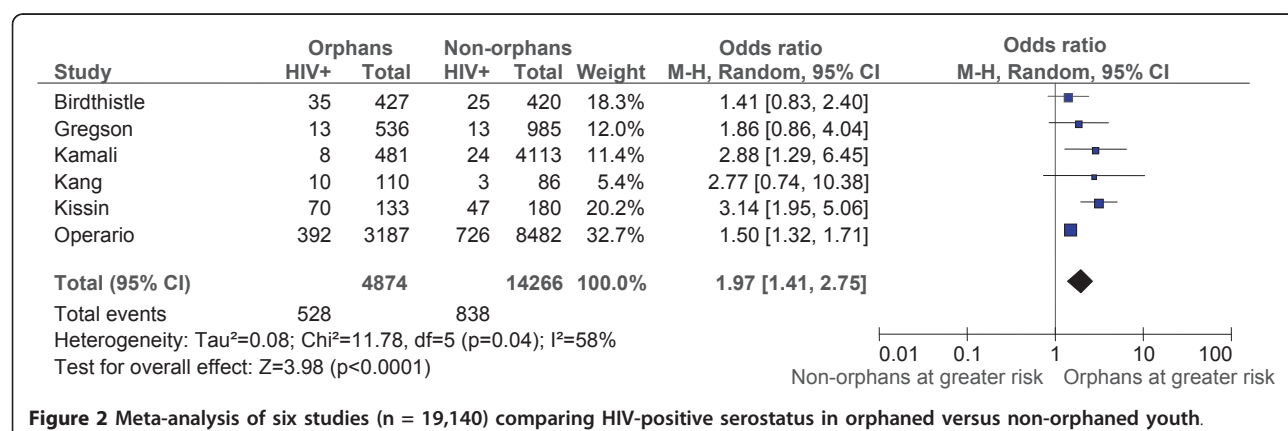 Orphans Non-orphans Odds ratio Odds ratio
Study HIV+ Total HIV+ Total Weight M-H, Random, 95% CI M-H, Random, 95% CI
Birdthistle 35 427 25 420 18.3% 1.41 [0.83, 2.40]
Gregson 13 536 13 985 12.0% 1.86 [0.86, 4.04]
Kamali 8 481 24 4113 11.4% 2.88 [1.29, 6.45]
Kang 10 110 3 86 5.4% 2.77 [0.74, 10.38]
Kissin 70 133 47 180 20.2% 3.14 [1.95, 5.06]
Operario 392 3187 726 8482 32.7% 1.50 [1.32, 1.71]
Total (95% CI) 4874 14266 100.0% 1.97 [1.41, 2.75]
Total events 528 838
Heterogeneity: Tau²=0.08; Chi²=11.78, df=5 (p=0.04); I²=58%
Test for overall effect: Z=3.98 (p<0.0001)
0.01 0.1 1 10 100
Non-orphans at greater risk Orphans at greater risk
Figure 2 Meta-analysis of six studies (n = 19,140) comparing HIV-positive serostatus in orphaned versus non-orphaned youth.